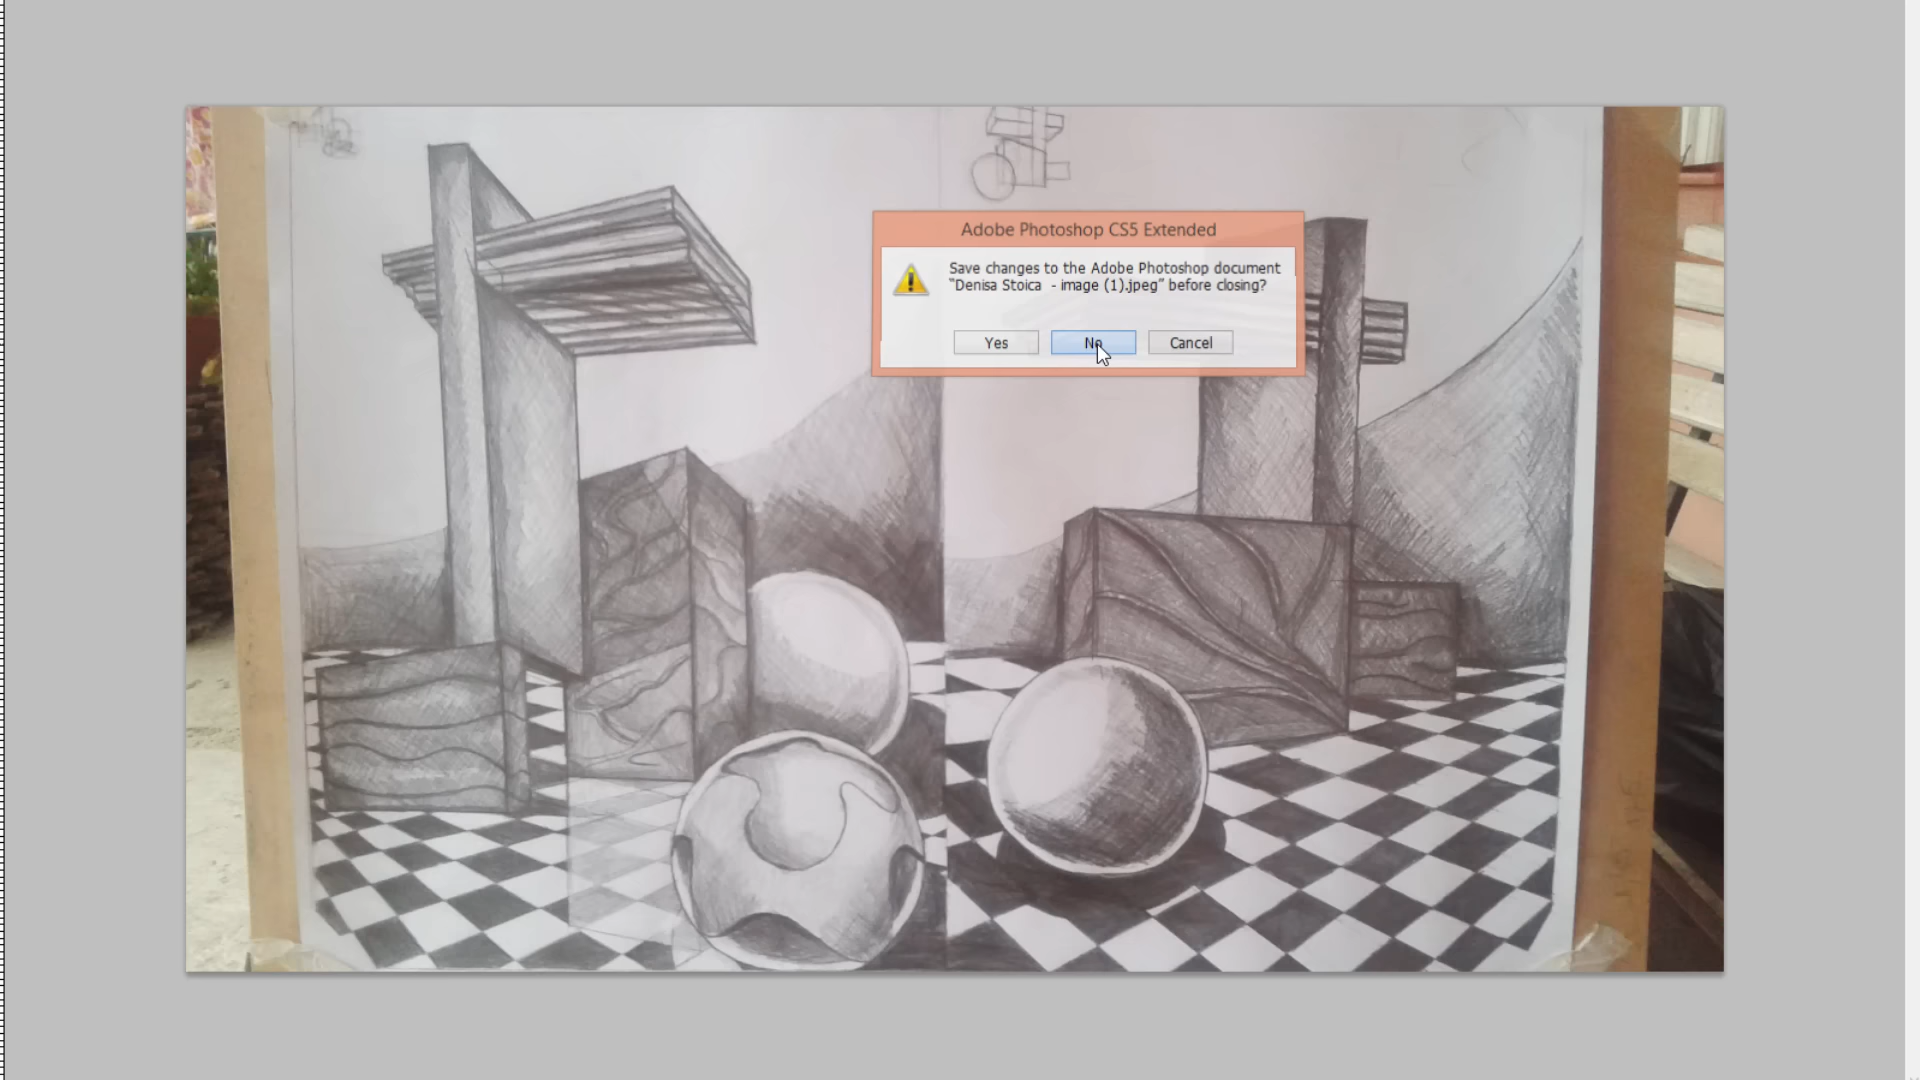 Adobe Photoshop CS5 Extended
Save changes to the Adobe Photoshop document
“Denisa Stoica  - image (1).jpeg” before closing?
Yes
No
Cancel